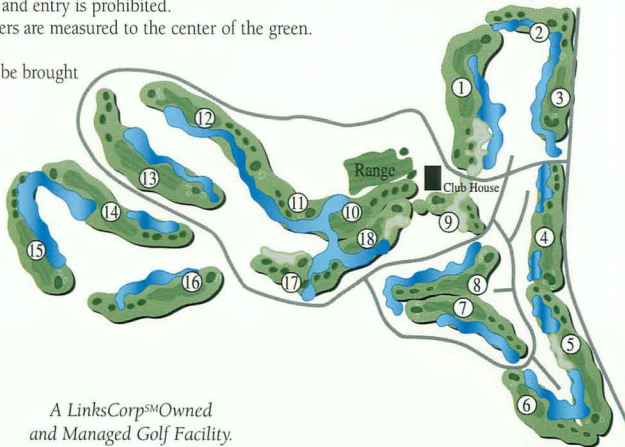 and entry is prohibited.
ers are measured to the center of the green.
be brought
2
1
3
12
13
Range
Club House
11
10
9
14
18
4
15
17
16
8
7
5
6
A LinksCorpSMOwned
and Managed Golf Facility.